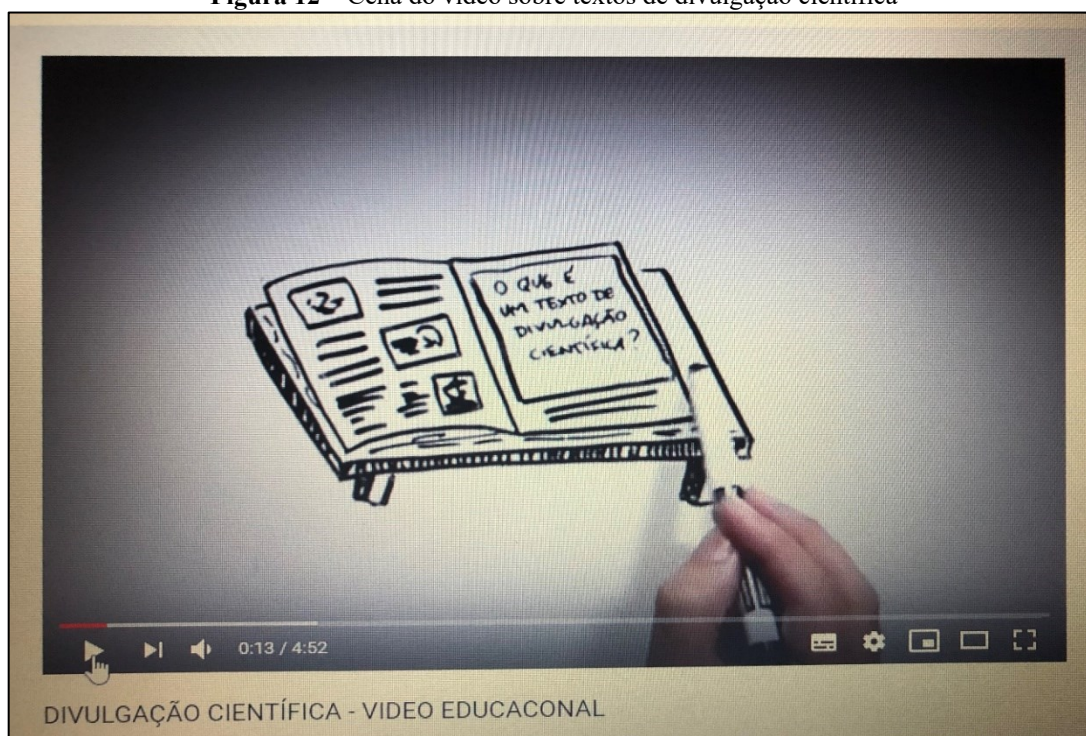 Figura 12 – Cena do vídeo sobre textos de divulgação científica
O QUE É
UM TEXTO DE
DIVULGAÇÃO
CIENTÍFICA?
0:13 / 4:52
DIVULGAÇÃO CIENTÍFICA - VIDEO EDUCACONAL